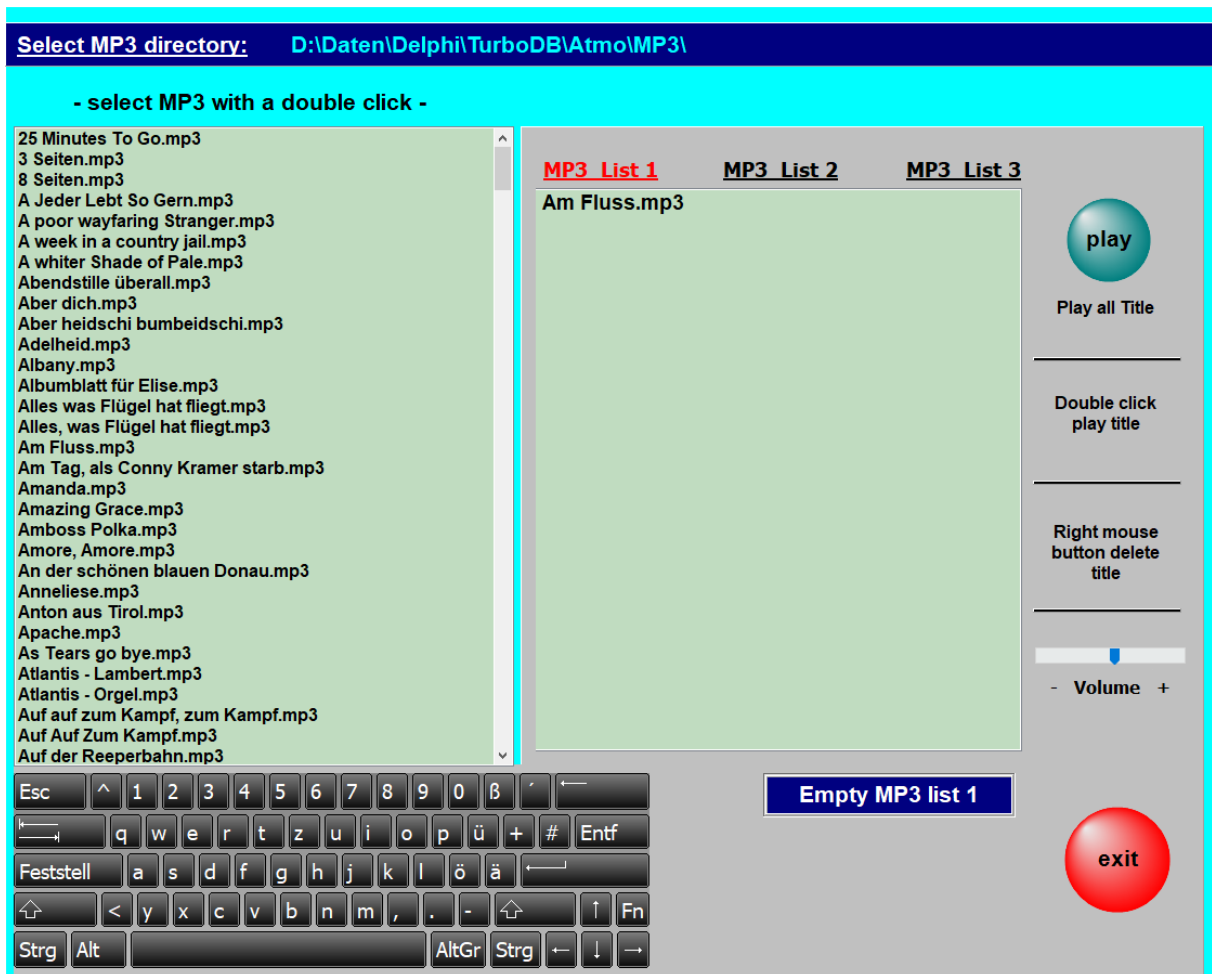 Select MP3 directory: D:\Daten\Delphi\TurboDB\Atmo\MP3\
- select MP3 with a double click -
25 Minutes To Go.mp3
3 Seiten.mp3
8 Seiten.mp3
A Jeder Lebt So Gern.mp3
A poor wayfaring Stranger.mp3
A week in a country jail.mp3
A whiter Shade of Pale.mp3
Abendstille überall.mp3
Aber dich.mp3
Aber heidschi bumbeidschi.mp3
Adelheid.mp3
Albany.mp3
Albumblatt für Elise.mp3
Alles was Flügel hat fliegt.mp3
Alles, was Flügel hat fliegt.mp3
Am Fluss.mp3
Am Tag, als Conny Kramer starb.mp3
Amanda.mp3
Amazing Grace.mp3
Amboss Polka.mp3
Amore, Amore.mp3
An der schönen blauen Donau.mp3
Anneliese.mp3
Anton aus Tirol.mp3
Apache.mp3
As Tears go bye.mp3
Atlantis - Lambert.mp3
Atlantis - Orgel.mp3
Auf auf zum Kampf, zum Kampf.mp3
Auf Auf Zum Kampf.mp3
Auf der Reeperbahn.mp3
MP3 List 1 MP3 List 2 MP3 List 3
Am Fluss.mp3
play
Play all Title
Double click
play title
Right mouse
button delete
title
- Volume +
Empty MP3 list 1
exit
Esc ^ 1 2 3 4 5 6 7 8 9 0 ß ´ ←
q w e r t z u i o p ü + # Entf
Feststell a s d f g h j k l ö ä
< y x c v b n m , . - ↑ Fn
Strg Alt AltGr Strg ← ↓ →